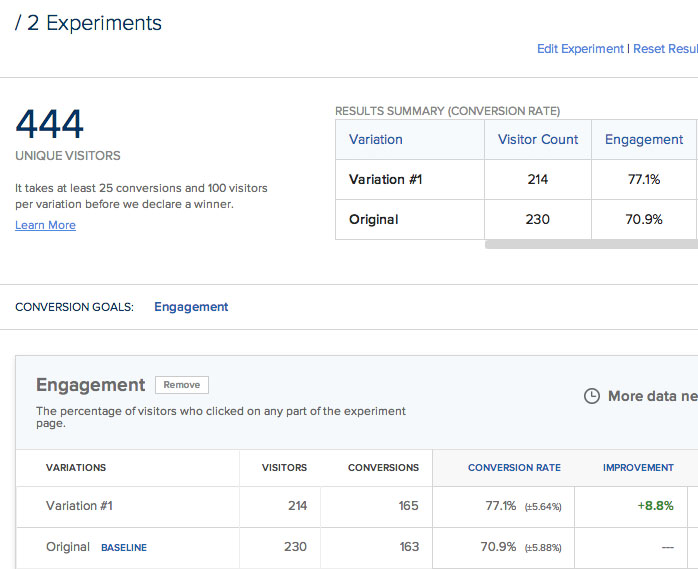 / 2 Experiments
Edit Experiment | Reset Resul
444
UNIQUE VISITORS
It takes at least 25 conversions and 100 visitors
per variation before we declare a winner.
Learn More
RESULTS SUMMARY (CONVERSION RATE)
Variation Visitor Count Engagement
Variation #1 214 77.1%
Original 230 70.9%
CONVERSION GOALS: Engagement
Engagement Remove
The percentage of visitors who clicked on any part of the experiment
page.
More data ne
VARIATIONS VISITORS CONVERSIONS CONVERSION RATE IMPROVEMENT
Variation #1 214 165 77.1% (±5.64%) +8.8%
Original BASELINE 230 163 70.9% (±5.88%) ---